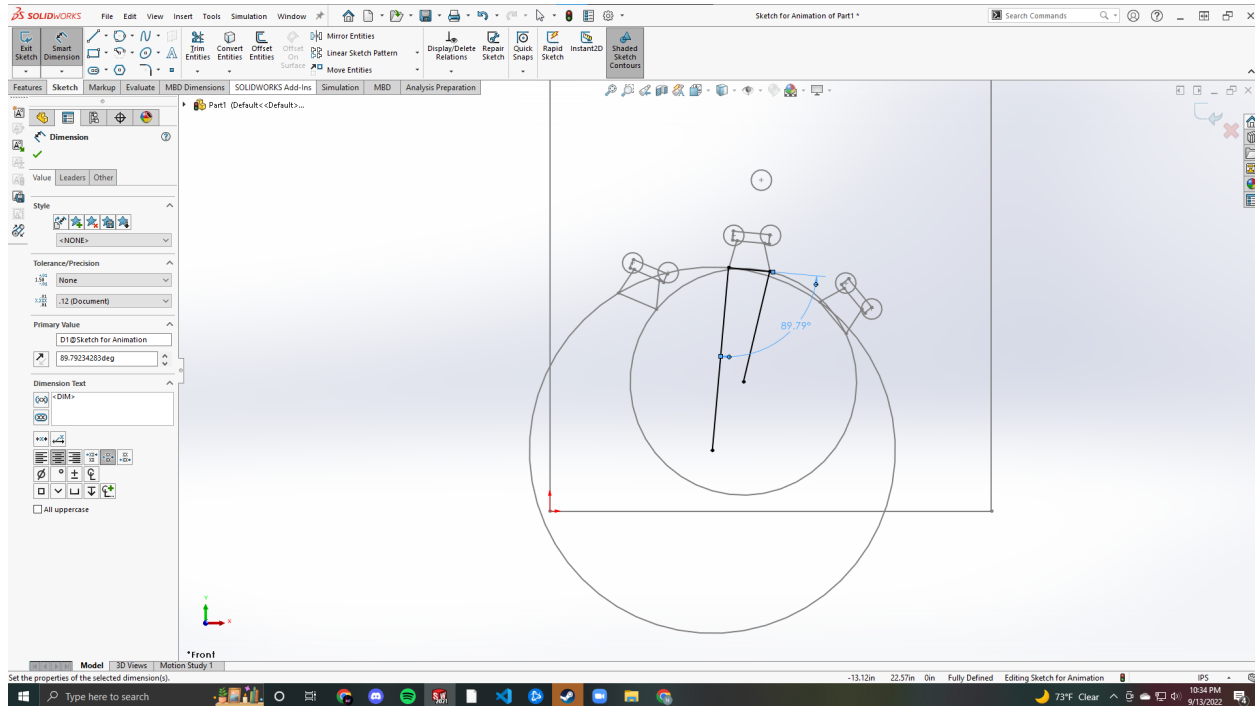 SOLIDWORKS File Edit View Insert Tools Simulation Window Sketch for Animation of Part1 * Search Commands
Exit Sketch
Smart Dimension
Trim Entities
Convert Entities
Offset Entities
Offset On Surface
Mirror Entities
Linear Sketch Pattern
Move Entities
Display/Delete Relations
Repair Sketch
Quick Snaps
Rapid Sketch
Instant2D
Shaded Sketch Contours
Features Sketch Markup Evaluate MBD Dimensions SOLIDWORKS Add-Ins Simulation MBD Analysis Preparation
Part1 (Default<<Default>...
Dimension
Value Leaders Other
Style
<NONE>
Tolerance/Precision
None
.12 (Document)
Primary Value
D1@Sketch for Animation
89.79234283deg
Dimension Text
<DIM>
All uppercase
89.79°
Y
X
*Front
Model 3D Views Motion Study 1
Set the properties of the selected dimension(s).
-13.12in 22.57in 0in Fully Defined Editing Sketch for Animation IPS
Type here to search
73°F Clear
10:34 PM
9/13/2022